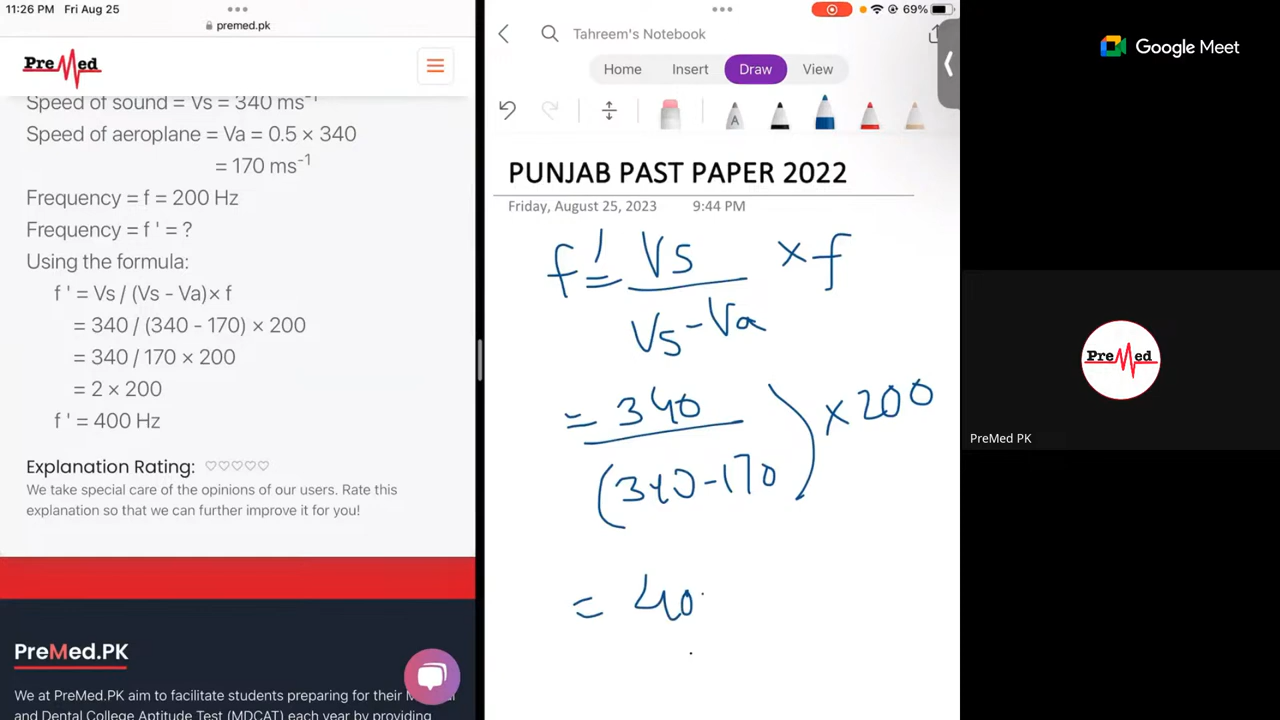 11:26 PM Fri Aug 25
premed.pk
PreMed
Speed of sound = Vs = 340 ms⁻¹
Speed of aeroplane = Va = 0.5 × 340
= 170 ms⁻¹
Frequency = f = 200 Hz
Frequency = f ' = ?
Using the formula:
f ' = Vs / (Vs - Va)× f
= 340 / (340 - 170) × 200
= 340 / 170 × 200
= 2 × 200
f ' = 400 Hz
Explanation Rating: ♡♡♡♡♡
We take special care of the opinions of our users. Rate this
explanation so that we can further improve it for you!
PreMed.PK
We at PreMed.PK aim to facilitate students preparing for their
and Dental College Aptitude Test (MDCAT) each year by providing
69%
Tahreem's Notebook
Home Insert Draw View
A
PUNJAB PAST PAPER 2022
Friday, August 25, 2023 9:44 PM
f' = Vs × f
Vs - Va
= 340 ) × 200
(340-170
= 40
Google Meet
PreMed
PreMed PK